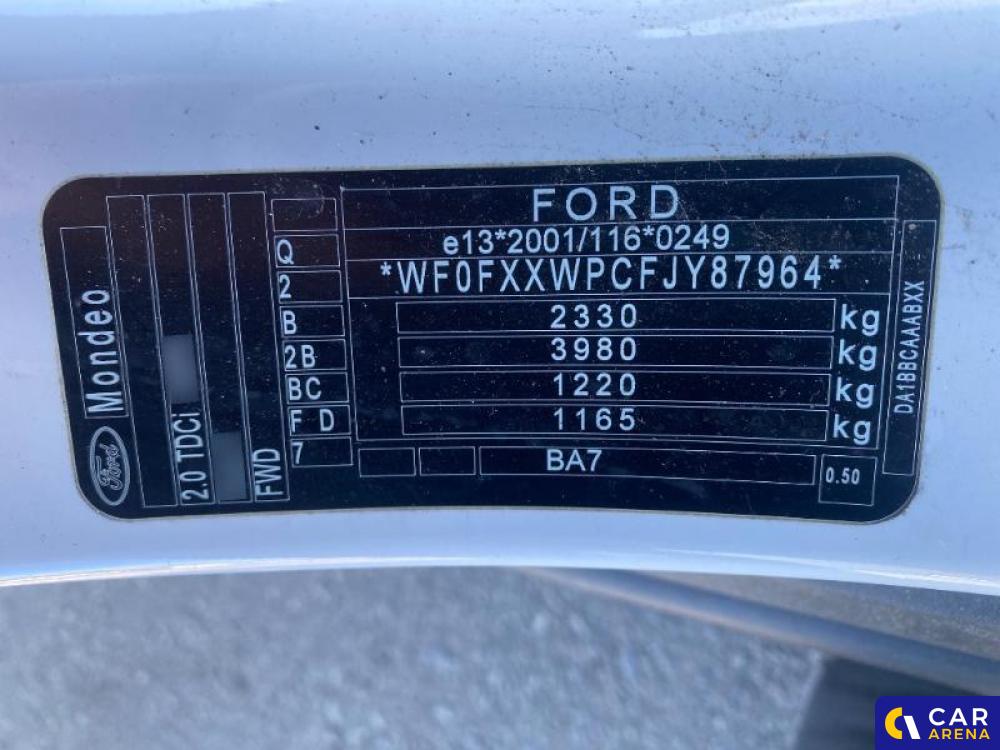 FORD
e13*2001/116*0249
*WF0FXXWPCFJY87964*
2330 kg
3980 kg
1220 kg
1165 kg
BA7
0.50
Q
2
B
2B
BC
F D
7
Mondeo
Ford
2.0 TDCi
FWD
DA1BBCAAABXX
CAR
ARENA